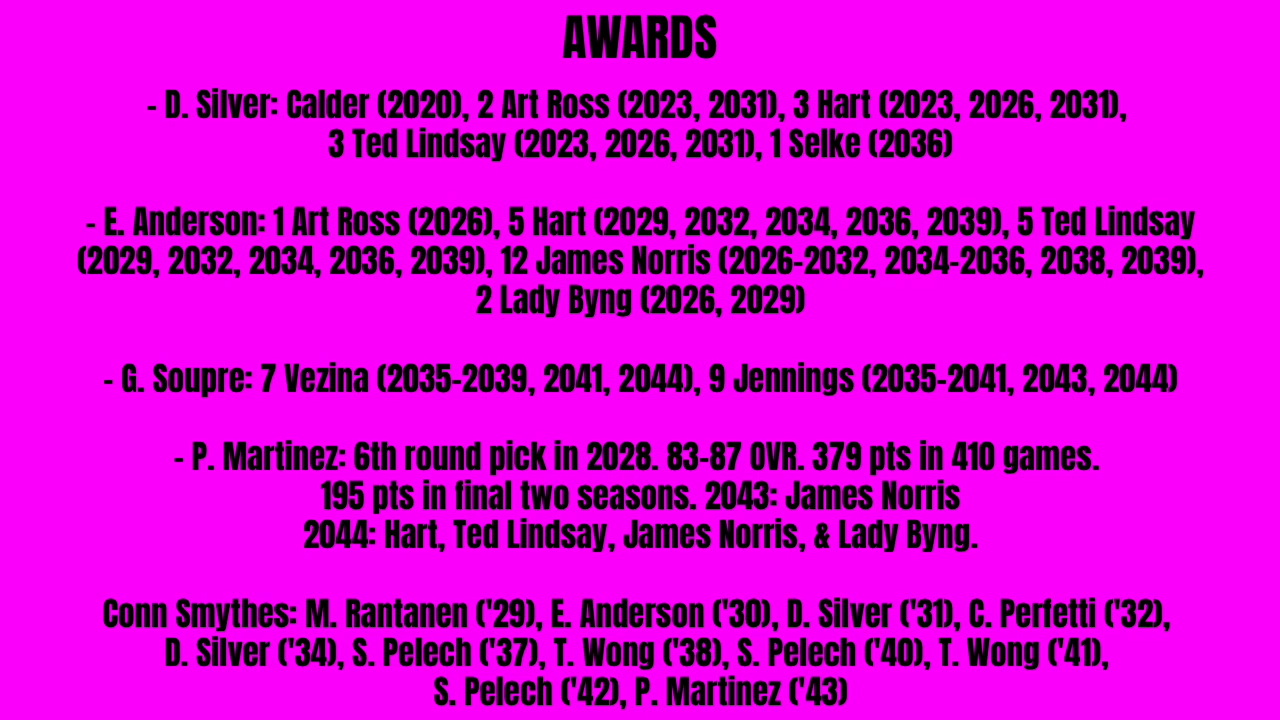 AWARDS
- D. Silver: Calder (2020), 2 Art Ross (2023, 2031), 3 Hart (2023, 2026, 2031),
3 Ted Lindsay (2023, 2026, 2031), 1 Selke (2036)
- E. Anderson: 1 Art Ross (2026), 5 Hart (2029, 2032, 2034, 2036, 2039), 5 Ted Lindsay
(2029, 2032, 2034, 2036, 2039), 12 James Norris (2026-2032, 2034-2036, 2038, 2039),
2 Lady Byng (2026, 2029)
- G. Soupre: 7 Vezina (2035-2039, 2041, 2044), 9 Jennings (2035-2041, 2043, 2044)
- P. Martinez: 6th round pick in 2028. 83-87 OVR. 379 pts in 410 games.
195 pts in final two seasons. 2043: James Norris
2044: Hart, Ted Lindsay, James Norris, & Lady Byng.
Conn Smythes: M. Rantanen ('29), E. Anderson ('30), D. Silver ('31), C. Perfetti ('32),
D. Silver ('34), S. Pelech ('37), T. Wong ('38), S. Pelech ('40), T. Wong ('41),
S. Pelech ('42), P. Martinez ('43)